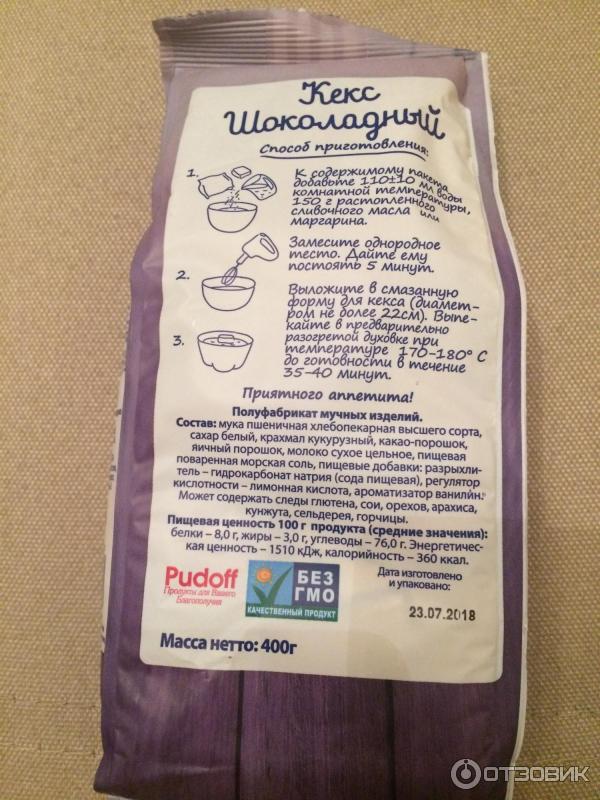 Кекс
Шоколадный
Способ приготовления:
1.
К содержимому пакета
добавьте 110±10 мл воды
комнатной температуры,
150 г растопленного
сливочного масла или
маргарина.
2.
Замесите однородное
тесто. Дайте ему
постоять 5 минут.
3.
Выложите в смазанную
форму для кекса (диамет-
ром не более 22см). Выпе-
кайте в предварительно
разогретой духовке при
температуре 170-180° С
до готовности в течение
35-40 минут.
Приятного аппетита!
Полуфабрикат мучных изделий.
Состав: мука пшеничная хлебопекарная высшего сорта,
сахар белый, крахмал кукурузный, какао-порошок,
яичный порошок, молоко сухое цельное, пищевая
поваренная морская соль, пищевые добавки: разрыхли-
тель – гидрокарбонат натрия (сода пищевая), регулятор
кислотности – лимонная кислота, ароматизатор ванилин.
Может содержать следы глютена, сои, орехов, арахиса,
кунжута, сельдерея, горчицы.
Пищевая ценность 100 г продукта (средние значения):
белки – 8,0 г, жиры – 3,0 г, углеводы – 76,0 г. Энергетичес-
кая ценность – 1510 кДж, калорийность – 360 ккал.
Pudoff
Продукты для Вашего
Благополучия
БЕЗ
ГМО
КАЧЕСТВЕННЫЙ ПРОДУКТ
Дата изготовлено
и упаковано:
23.07.2018
Масса нетто: 400г
ОТЗОВИК